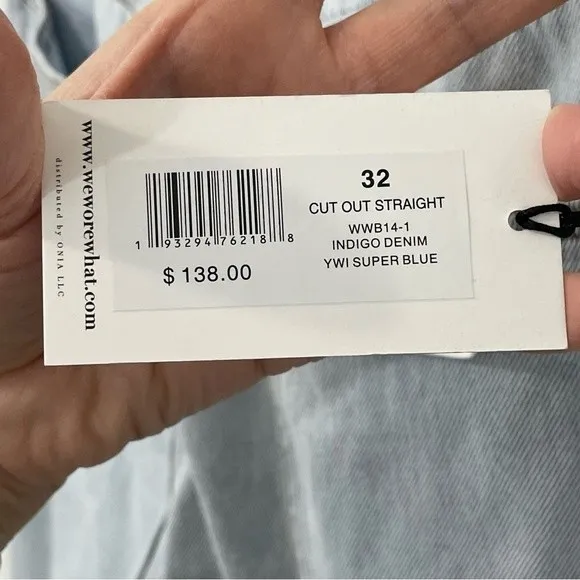 www.weworewhat.com
distributed by ONIA LLC
1 93294 76218 8
$ 138.00
32
CUT OUT STRAIGHT
WWB14-1
INDIGO DENIM
YWI SUPER BLUE